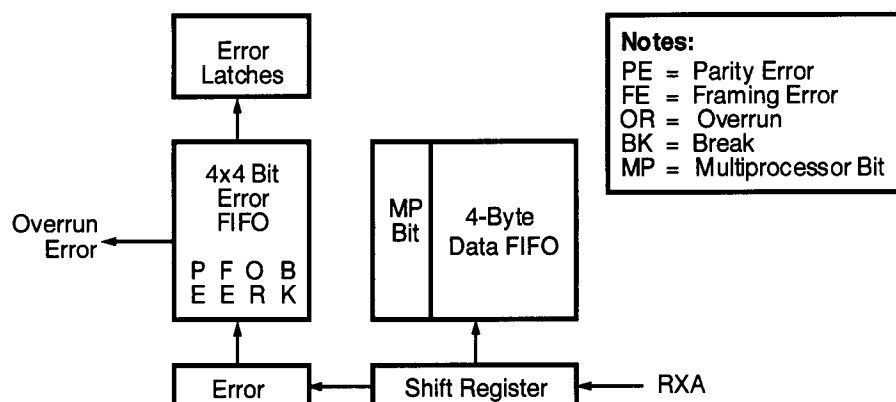 Error
Latches
Notes:
PE = Parity Error
FE = Framing Error
OR = Overrun
BK = Break
MP = Multiprocessor Bit
4x4 Bit
Error
FIFO
P F O B
E E R K
MP
Bit
4-Byte
Data FIFO
Overrun
Error
Error
Shift Register
RXA